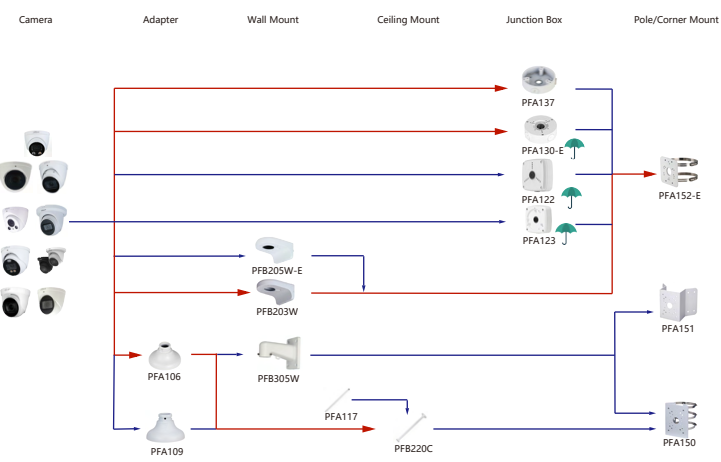 Camera
Adapter
Wall Mount
Ceiling Mount
Junction Box
Pole/Corner Mount
PFA137
PFA130-E
PFA122
PFA152-E
PFA123
PFB205W-E
PFB203W
PFA151
PFA106
PFB305W
PFA117
PFA109
PFB220C
PFA150